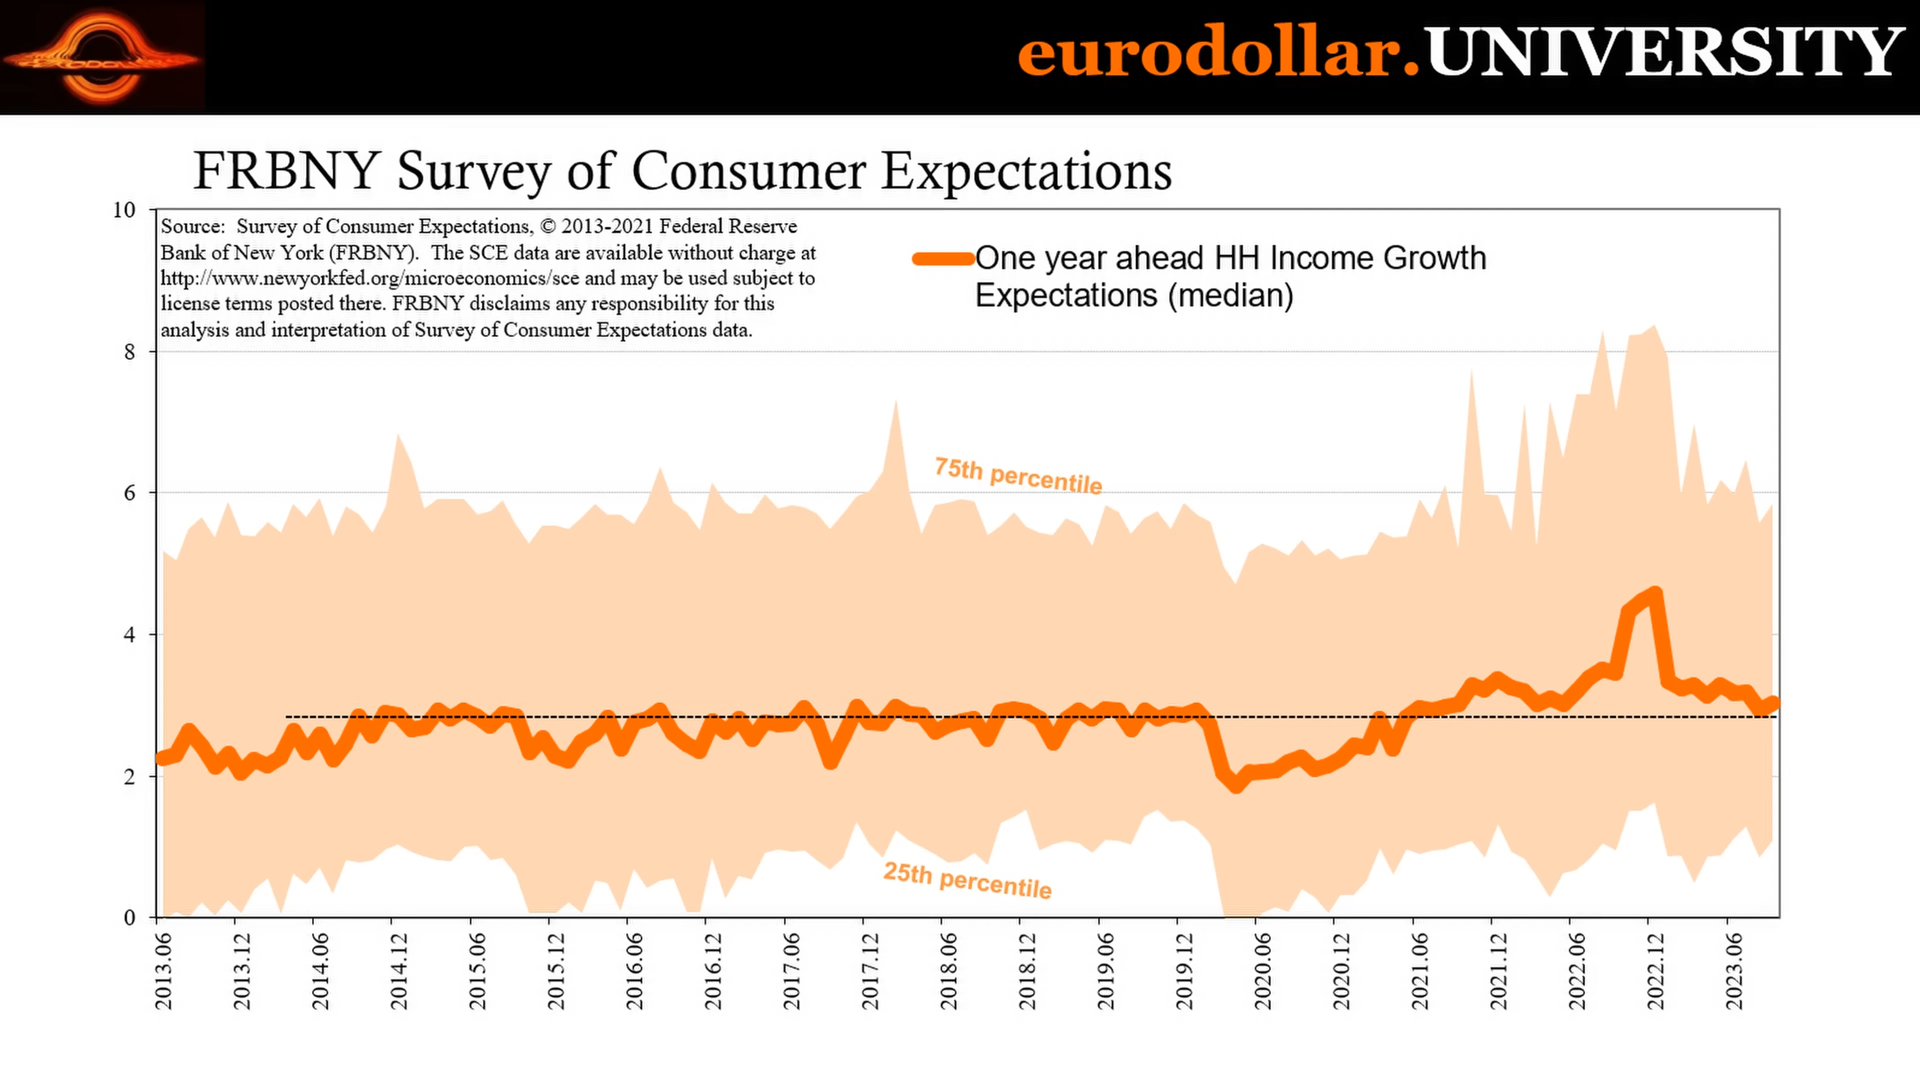 eurodollar.UNIVERSITY
FRBNY Survey of Consumer Expectations
Source:  Survey of Consumer Expectations, © 2013-2021 Federal Reserve
Bank of New York (FRBNY).  The SCE data are available without charge at
http://www.newyorkfed.org/microeconomics/sce and may be used subject to
license terms posted there. FRBNY disclaims any responsibility for this
analysis and interpretation of Survey of Consumer Expectations data.
One year ahead HH Income Growth
Expectations (median)
75th percentile
25th percentile
10
8
6
4
2
0
2013.06
2013.12
2014.06
2014.12
2015.06
2015.12
2016.06
2016.12
2017.06
2017.12
2018.06
2018.12
2019.06
2019.12
2020.06
2020.12
2021.06
2021.12
2022.06
2022.12
2023.06